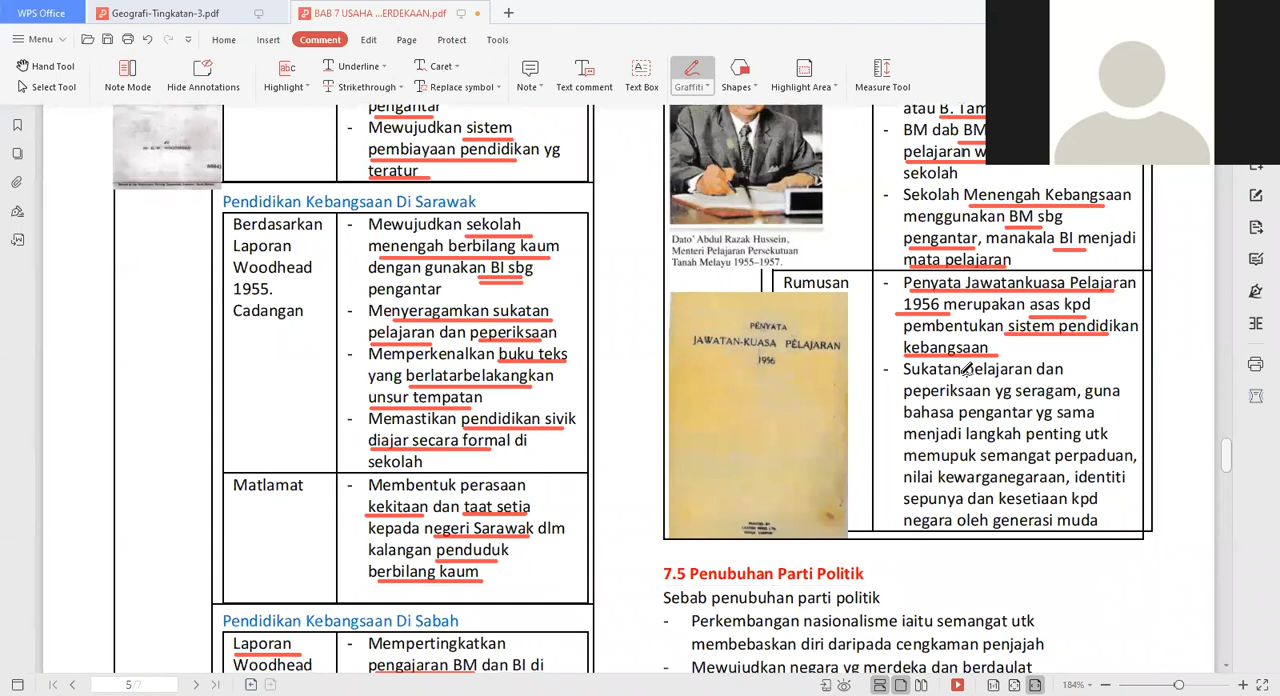 WPS Office
Geografi-Tingkatan-3.pdf
BAB 7 USAHA ...ERDEKAAN.pdf
Menu
Home
Insert
Comment
Edit
Page
Protect
Tools
Hand Tool
Select Tool
Note Mode
Hide Annotations
Highlight
Underline
Strikethrough
Caret
Replace symbol
Note
Text comment
Text Box
Graffiti
Shapes
Highlight Area
Measure Tool
pengantar
- Mewujudkan sistem
pembiayaan pendidikan yg
teratur
Pendidikan Kebangsaan Di Sarawak
Berdasarkan
Laporan
Woodhead
1955.
Cadangan
- Mewujudkan sekolah
menengah berbilang kaum
dengan gunakan BI sbg
pengantar
- Menyeragamkan sukatan
pelajaran dan peperiksaan
- Memperkenalkan buku teks
yang berlatarbelakangkan
unsur tempatan
- Memastikan pendidikan sivik
diajar secara formal di
sekolah
Matlamat
- Membentuk perasaan
kekitaan dan taat setia
kepada negeri Sarawak dlm
kalangan penduduk
berbilang kaum
Pendidikan Kebangsaan Di Sabah
Laporan
Woodhead
- Mempertingkatkan
pengajaran BM dan BI di
Dato' Abdul Razak Hussein,
Menteri Pelajaran Persekutuan
Tanah Melayu 1955–1957.
atau B. Tam
- BM dab BM
pelajaran w
sekolah
- Sekolah Menengah Kebangsaan
menggunakan BM sbg
pengantar, manakala BI menjadi
mata pelajaran
Rumusan
PENYATA
JAWATAN-KUASA PELAJARAN
1956
- Penyata Jawatankuasa Pelajaran
1956 merupakan asas kpd
pembentukan sistem pendidikan
kebangsaan
- Sukatan pelajaran dan
peperiksaan yg seragam, guna
bahasa pengantar yg sama
menjadi langkah penting utk
memupuk semangat perpaduan,
nilai kewarganegaraan, identiti
sepunya dan kesetiaan kpd
negara oleh generasi muda
7.5 Penubuhan Parti Politik
Sebab penubuhan parti politik
- Perkembangan nasionalisme iaitu semangat utk
membebaskan diri daripada cengkaman penjajah
- Mewujudkan negara yg merdeka dan berdaulat
5/7
184%